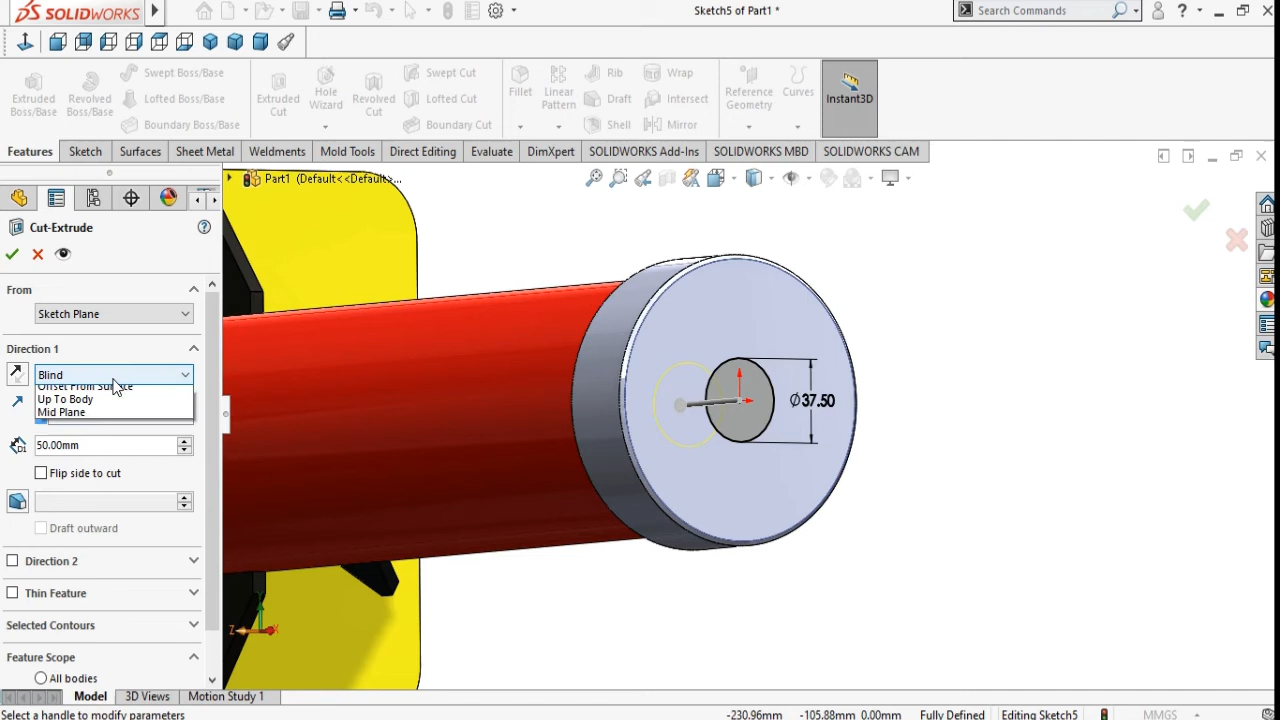 SOLIDWORKS
Sketch5 of Part1 *
Search Commands
Extruded Boss/Base
Revolved Boss/Base
Swept Boss/Base
Lofted Boss/Base
Boundary Boss/Base
Extruded Cut
Hole Wizard
Revolved Cut
Swept Cut
Lofted Cut
Boundary Cut
Fillet
Linear Pattern
Rib
Draft
Shell
Wrap
Intersect
Mirror
Reference Geometry
Curves
Instant3D
Features
Sketch
Surfaces
Sheet Metal
Weldments
Mold Tools
Direct Editing
Evaluate
DimXpert
SOLIDWORKS Add-Ins
SOLIDWORKS MBD
SOLIDWORKS CAM
Part1 (Default<<Default>...
Cut-Extrude
From
Sketch Plane
Direction 1
Blind
Offset From Surface
Up To Body
Mid Plane
50.00mm
Flip side to cut
Draft outward
Direction 2
Thin Feature
Selected Contours
Feature Scope
All bodies
Ø37.50
Z
X
Model
3D Views
Motion Study 1
Select a handle to modify parameters
-230.96mm
-105.88mm 0.00mm
Fully Defined
Editing Sketch5
MMGS